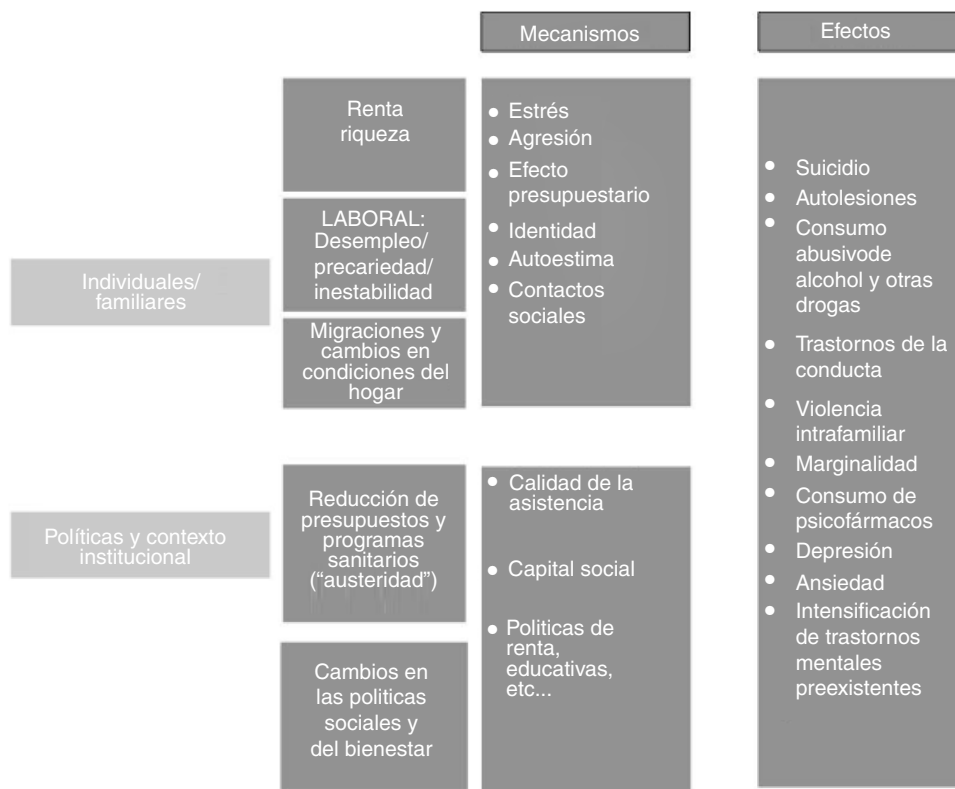 Mecanismos
Efectos
Individuales/
familiares
Renta
riqueza
LABORAL:
Desempleo/
precariedad/
inestabilidad
Migraciones y
cambios en
condiciones del
hogar
• Estrés
• Agresión
• Efecto
presupuestario
• Identidad
• Autoestima
• Contactos
sociales
Políticas y contexto
institucional
Reducción de
presupuestos y
programas
sanitarios
(“austeridad”)
Cambios en
las politicas
sociales y
del bienestar
• Calidad de la
asistencia
• Capital social
• Politicas de
renta,
educativas,
etc...
• Suicidio
• Autolesiones
• Consumo
abusivode
alcohol y otras
drogas
• Trastornos de la
conducta
• Violencia
intrafamiliar
• Marginalidad
• Consumo de
psicofármacos
• Depresión
• Ansiedad
• Intensificación
de trastornos
mentales
preexistentes